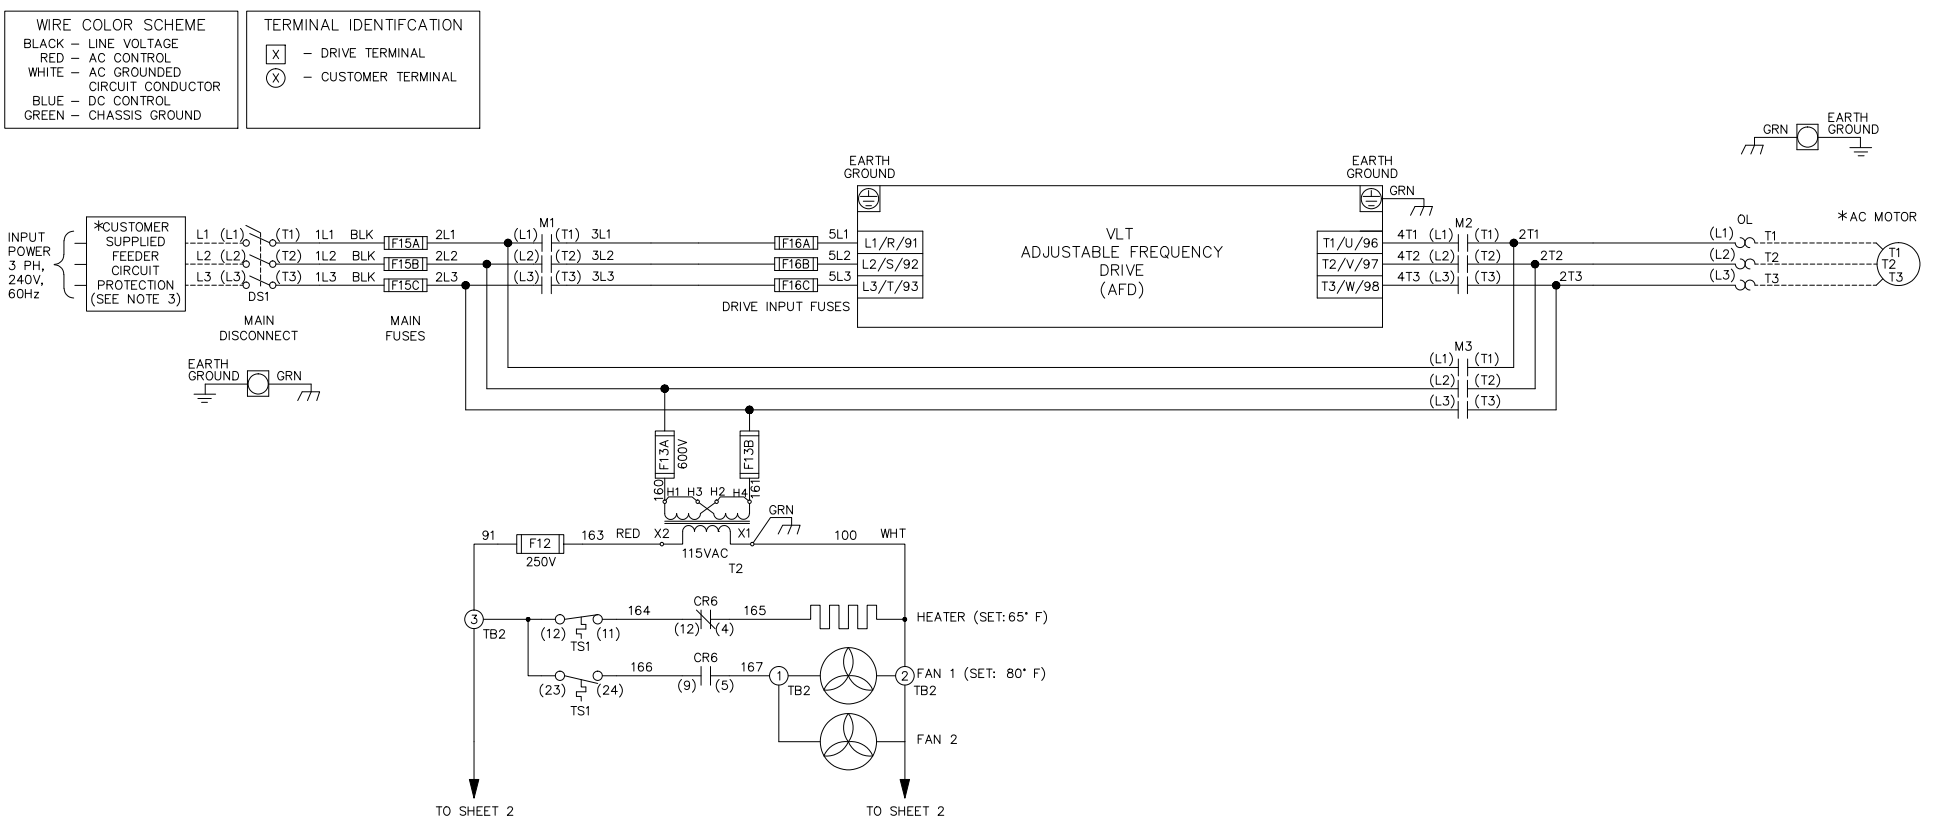 WIRE COLOR SCHEME
BLACK – LINE VOLTAGE
RED – AC CONTROL
WHITE – AC GROUNDED
CIRCUIT CONDUCTOR
BLUE – DC CONTROL
GREEN – CHASSIS GROUND
TERMINAL IDENTIFCATION
X – DRIVE TERMINAL
X – CUSTOMER TERMINAL
GRN
EARTH
GROUND
EARTH
GROUND
EARTH
GROUND
GRN
INPUT
POWER
3 PH,
240V,
60Hz
*CUSTOMER
SUPPLIED
FEEDER
CIRCUIT
PROTECTION
(SEE NOTE 3)
L1 (L1) (T1) 1L1 BLK F15A 2L1 (L1) M1 (T1) 3L1 F16A 5L1 L1/R/91
L2 (L2) (T2) 1L2 BLK F15B 2L2 (L2) (T2) 3L2 F16B 5L2 L2/S/92
L3 (L3) (T3) 1L3 BLK F15C 2L3 (L3) (T3) 3L3 F16C 5L3 L3/T/93
DS1
MAIN
DISCONNECT
MAIN
FUSES
DRIVE INPUT FUSES
VLT
ADJUSTABLE FREQUENCY
DRIVE
(AFD)
T1/U/96 4T1 (L1) M2 (T1) 2T1 (L1) OL T1
T2/V/97 4T2 (L2) (T2) 2T2 (L2) T2
T3/W/98 4T3 (L3) (T3) 2T3 (L3) T3
*AC MOTOR
T1
T2
T3
EARTH
GROUND
GRN
M3
(L1) (T1)
(L2) (T2)
(L3) (T3)
F13A
600V
F13B
160
161
H1 H3 H2 H4
GRN
91 F12 163 RED X2 X1 100 WHT
250V
115VAC
T2
3
TB2
(12) (11)
TS1
164
CR6
(12) (4)
165
HEATER (SET:65° F)
(23) (24)
TS1
166
CR6
(9) (5)
167
1
TB2
2
TB2
FAN 1 (SET: 80° F)
FAN 2
TO SHEET 2
TO SHEET 2